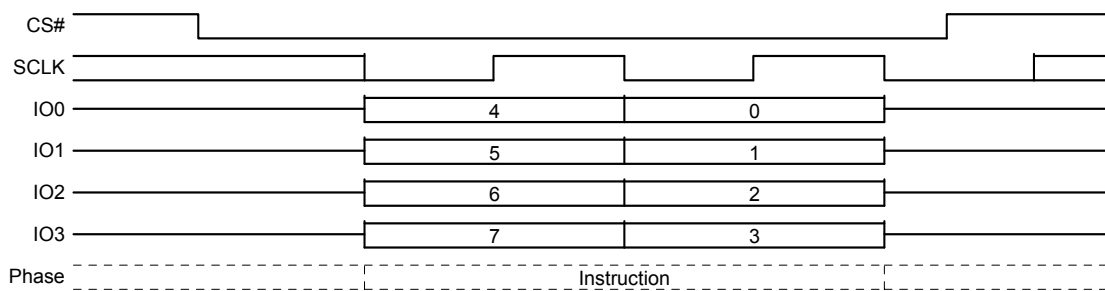 CS#
SCLK
IO0 4 0
IO1 5 1
IO2 6 2
IO3 7 3
Phase Instruction